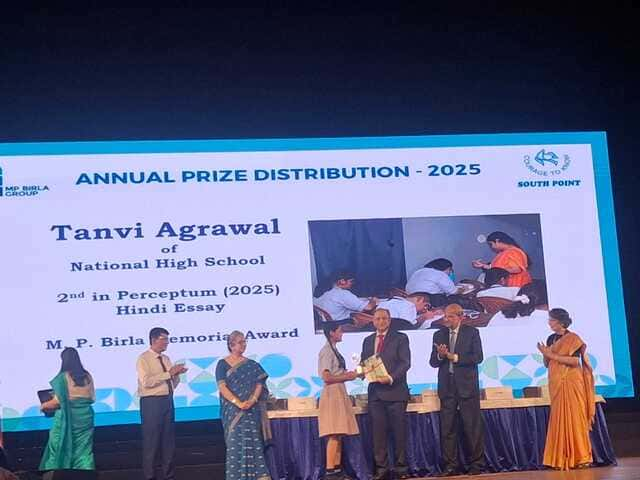 MP BIRLA
GROUP
ANNUAL PRIZE DISTRIBUTION - 2025
COURAGE TO KNOW
SOUTH POINT
Tanvi Agrawal
of
National High School
2nd in Perceptum (2025)
Hindi Essay
M. P. Birla Memorial Award